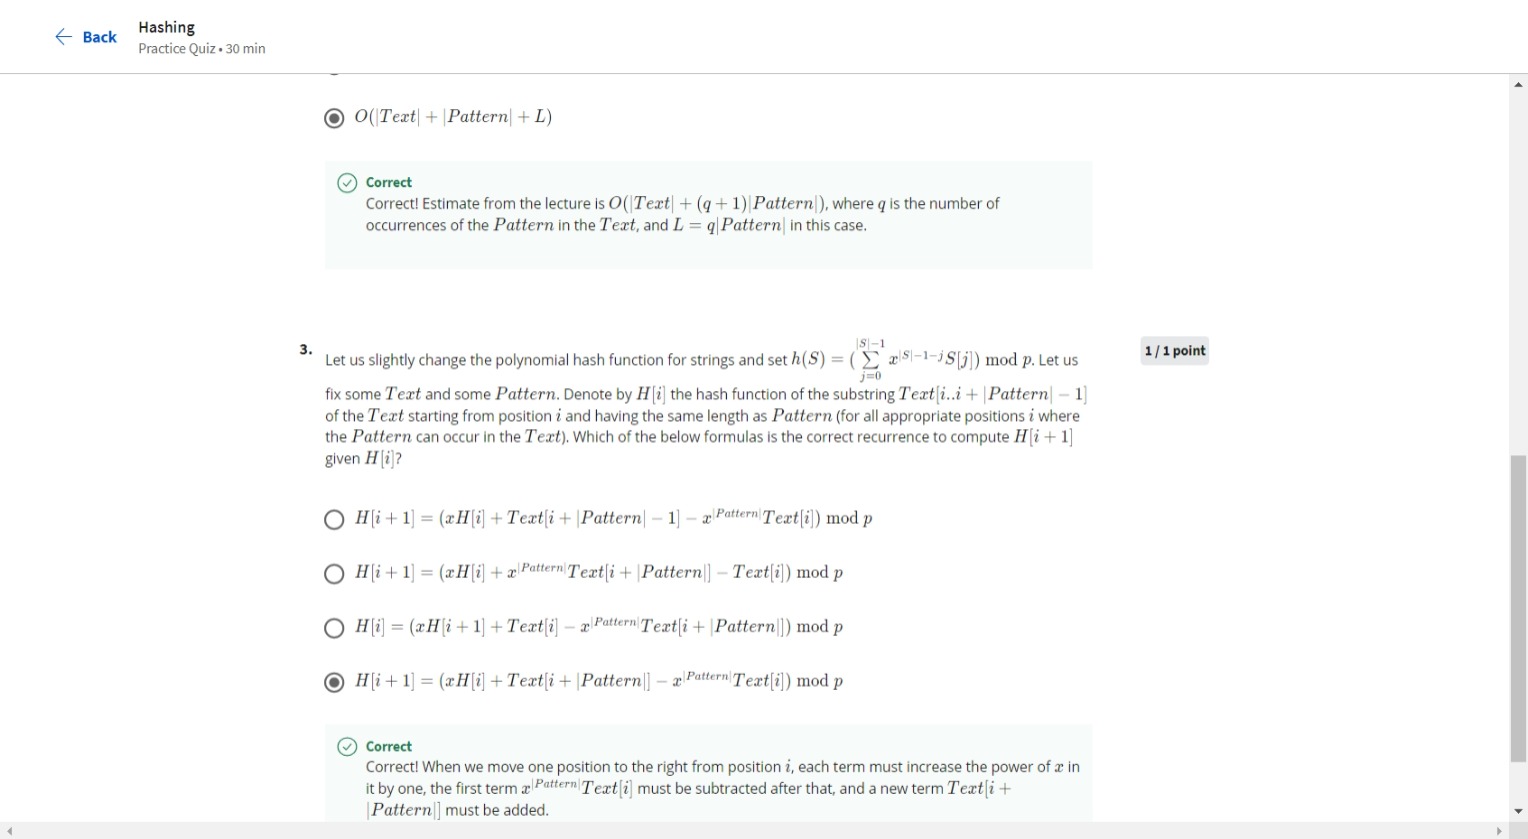 Back
Hashing
Practice Quiz • 30 min
O(|Text| + |Pattern| + L)
Correct
Correct! Estimate from the lecture is O(|Text| + (q + 1)|Pattern|), where q is the number of
occurrences of the Pattern in the Text, and L = q|Pattern| in this case.
3.
Let us slightly change the polynomial hash function for strings and set h(S) = ( ∑_{j=0}^{|S|−1} x^{|S|−1−j} S[j]) mod p. Let us
1 / 1 point
fix some Text and some Pattern. Denote by H[i] the hash function of the substring Text[i..i + |Pattern| − 1]
of the Text starting from position i and having the same length as Pattern (for all appropriate positions i where
the Pattern can occur in the Text). Which of the below formulas is the correct recurrence to compute H[i + 1]
given H[i]?
H[i + 1] = (xH[i] + Text[i + |Pattern| − 1] − x^{|Pattern|}Text[i]) mod p
H[i + 1] = (xH[i] + x^{|Pattern|}Text[i + |Pattern|] − Text[i]) mod p
H[i] = (xH[i + 1] + Text[i] − x^{|Pattern|}Text[i + |Pattern|]) mod p
H[i + 1] = (xH[i] + Text[i + |Pattern|] − x^{|Pattern|}Text[i]) mod p
Correct
Correct! When we move one position to the right from position i, each term must increase the power of x in
it by one, the first term x^{|Pattern|}Text[i] must be subtracted after that, and a new term Text[i +
|Pattern|] must be added.